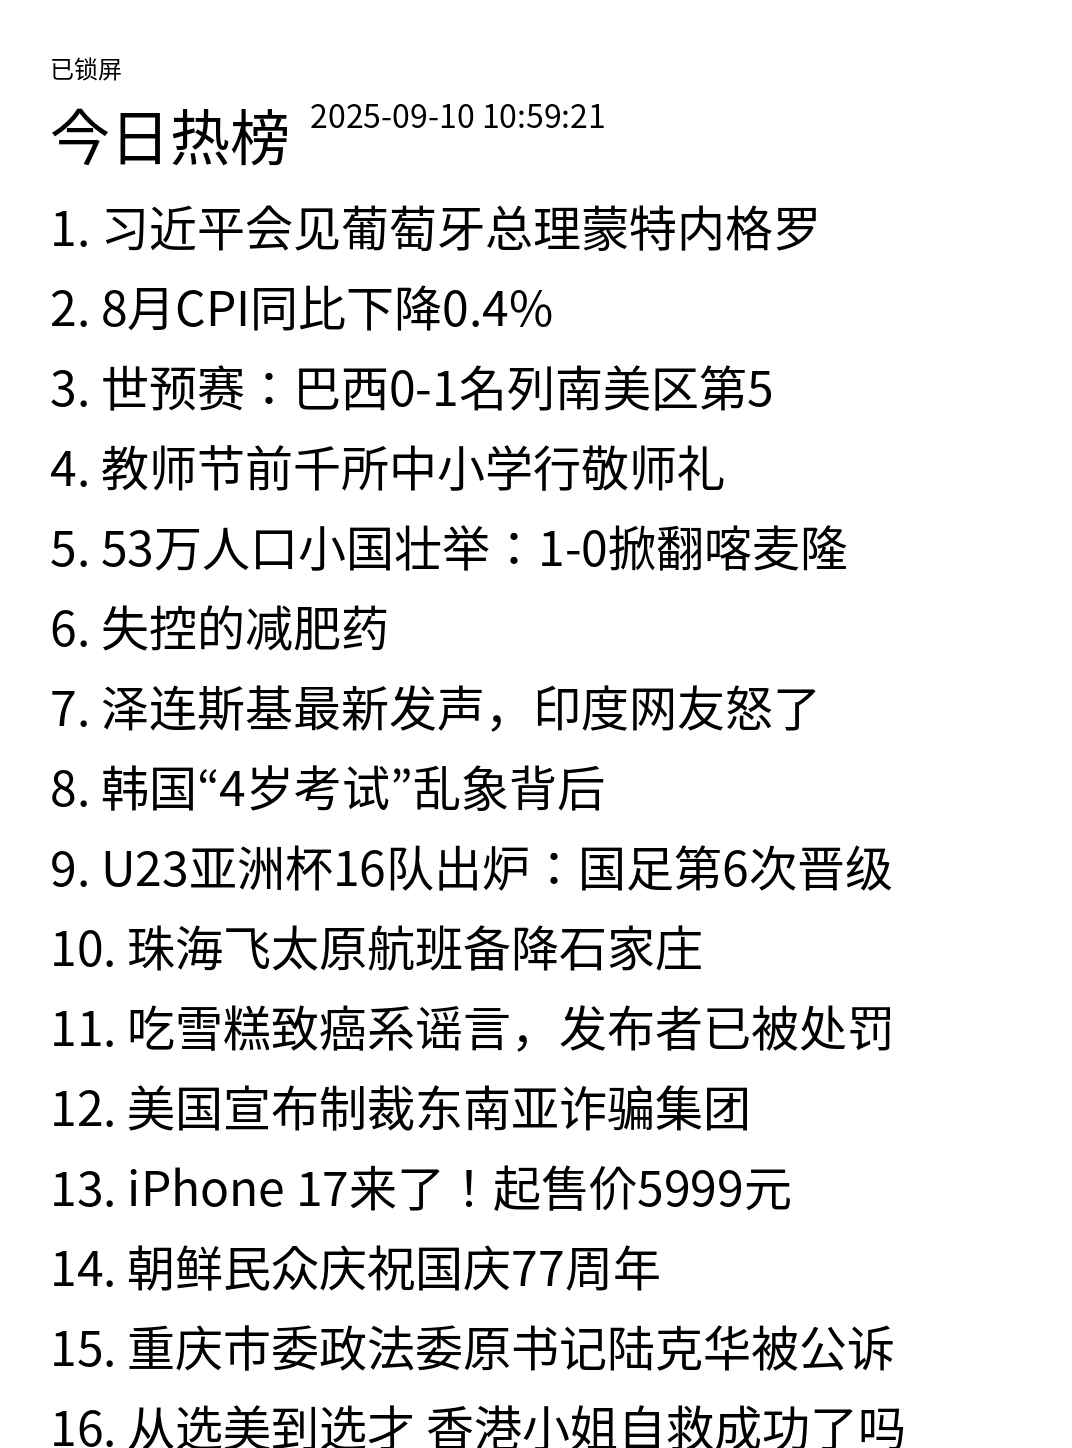 已锁屏
今日热榜 2025-09-10 10:59:21
1. 习近平会见葡萄牙总理蒙特内格罗
2. 8月CPI同比下降0.4%
3. 世预赛：巴西0-1名列南美区第5
4. 教师节前千所中小学行敬师礼
5. 53万人口小国壮举：1-0掀翻喀麦隆
6. 失控的减肥药
7. 泽连斯基最新发声，印度网友怒了
8. 韩国“4岁考试”乱象背后
9. U23亚洲杯16队出炉：国足第6次晋级
10. 珠海飞太原航班备降石家庄
11. 吃雪糕致癌系谣言，发布者已被处罚
12. 美国宣布制裁东南亚诈骗集团
13. iPhone 17来了！起售价5999元
14. 朝鲜民众庆祝国庆77周年
15. 重庆市委政法委原书记陆克华被公诉
16. 从选美到选才 香港小姐自救成功了吗